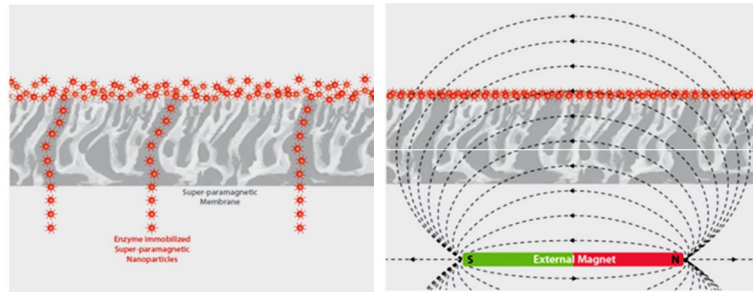 Super-paramagnetic
Membrane
Enzyme immobilized
Super-paramagnetic
Nanoparticles
S
External Magnet
N